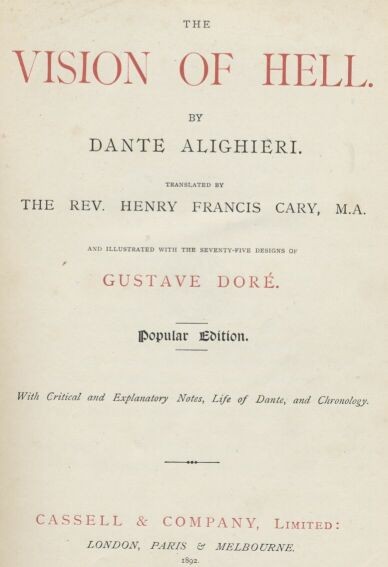 THE
VISION OF HELL.
BY
DANTE ALIGHIERI.
TRANSLATED BY
THE REV. HENRY FRANCIS CARY, M.A.
AND ILLUSTRATED WITH THE SEVENTY-FIVE DESIGNS OF
GUSTAVE DORÉ.
Popular Edition.
With Critical and Explanatory Notes, Life of Dante, and Chronology.
CASSELL & COMPANY, LIMITED:
LONDON, PARIS & MELBOURNE.
1892.